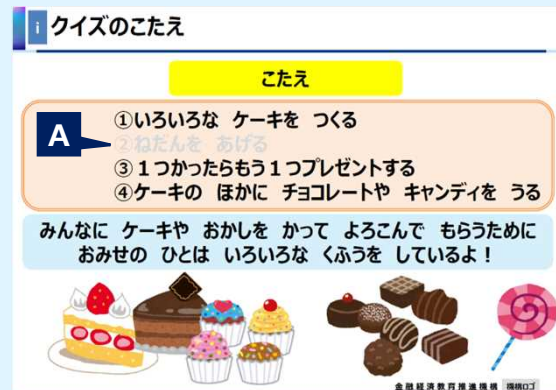 i クイズのこたえ
こたえ
①いろいろな ケーキを つくる
A
②ねだんを あげる
③１つかったらもう１つプレゼントする
④ケーキの ほかに チョコレートや キャンディを うる
みんなに ケーキや おかしを かって よろこんで もらうために
おみせの ひとは いろいろな くふうを しているよ！
金融経済教育推進機構 機構ロゴ